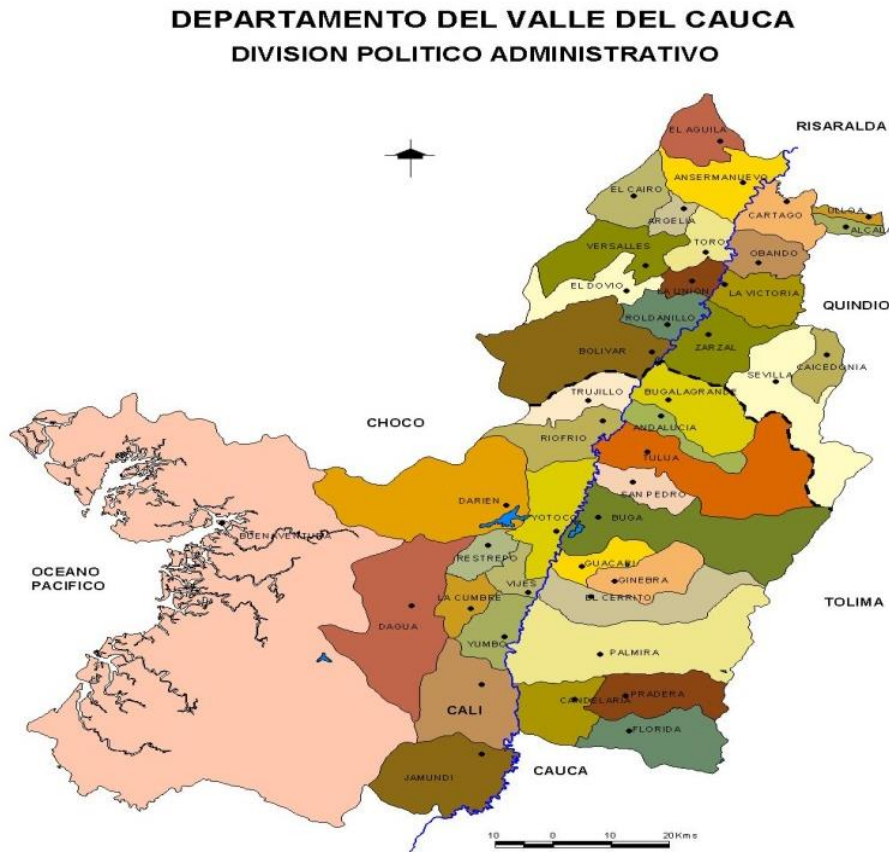 DEPARTAMENTO DEL VALLE DEL CAUCA
DIVISION POLITICO ADMINISTRATIVO
RISARALDA
EL AGUILA
ANSERMANUEVO
EL CAIRO
ARGELIA
CARTAGO
ULLOA
ALCALA
VERSALLES
TORO
OBANDO
EL DOVIO
LA UNION
LA VICTORIA
QUINDIO
ROLDANILLO
ZARZAL
BOLIVAR
SEVILLA
CAICEDONIA
TRUJILLO
BUGALAGRANDE
CHOCO
ANDALUCIA
RIOFRIO
TULUA
SAN PEDRO
DARIEN
YOTOCO
BUGA
BUENAVENTURA
RESTREPO
GUACARI
OCEANO
PACIFICO
VIJES
GINEBRA
LA CUMBRE
EL CERRITO
TOLIMA
DAGUA
YUMBO
PALMIRA
CANDELARIA
PRADERA
CALI
FLORIDA
JAMUNDI
CAUCA
10 0 10 20 Kms